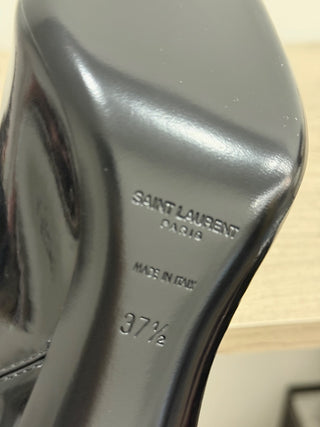 SAINT LAURENT
PARIS
MADE IN ITALY
37½